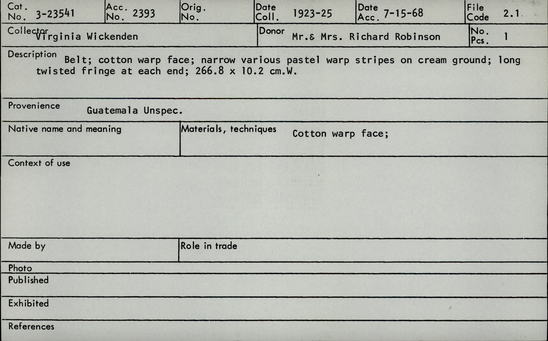 Cat. No. 3-23541 Acc. No. 2393 Orig. No. Date Coll. 1923-25 Date Acc. 7-15-68 File Code 2.1
Collector Virginia Wickenden Donor Mr.& Mrs. Richard Robinson No. Pcs. 1
Description Belt; cotton warp face; narrow various pastel warp stripes on cream ground; long
twisted fringe at each end; 266.8 x 10.2 cm.W.
Provenience Guatemala Unspec.
Native name and meaning Materials, techniques Cotton warp face;
Context of use
Made by Role in trade
Photo
Published
Exhibited
References